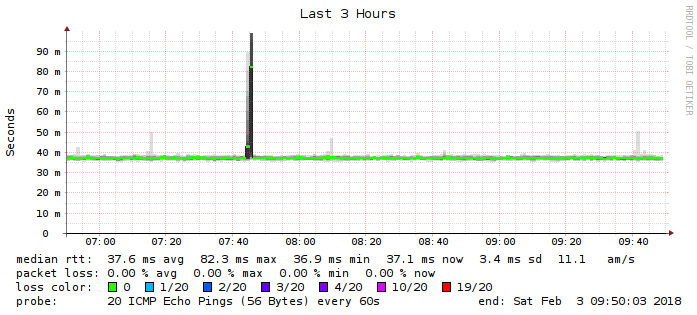 Last 3 Hours
RRDTOOL / TOBI OETIKER
Seconds
90 m
80 m
70 m
60 m
50 m
40 m
30 m
20 m
10 m
0
07:00 07:20 07:40 08:00 08:20 08:40 09:00 09:20 09:40
median rtt: 37.6 ms avg 82.3 ms max 36.9 ms min 37.1 ms now 3.4 ms sd 11.1 am/s
packet loss: 0.00 % avg 0.00 % max 0.00 % min 0.00 % now
loss color: 0 1/20 2/20 3/20 4/20 10/20 19/20
probe: 20 ICMP Echo Pings (56 Bytes) every 60s end: Sat Feb 3 09:50:03 2018